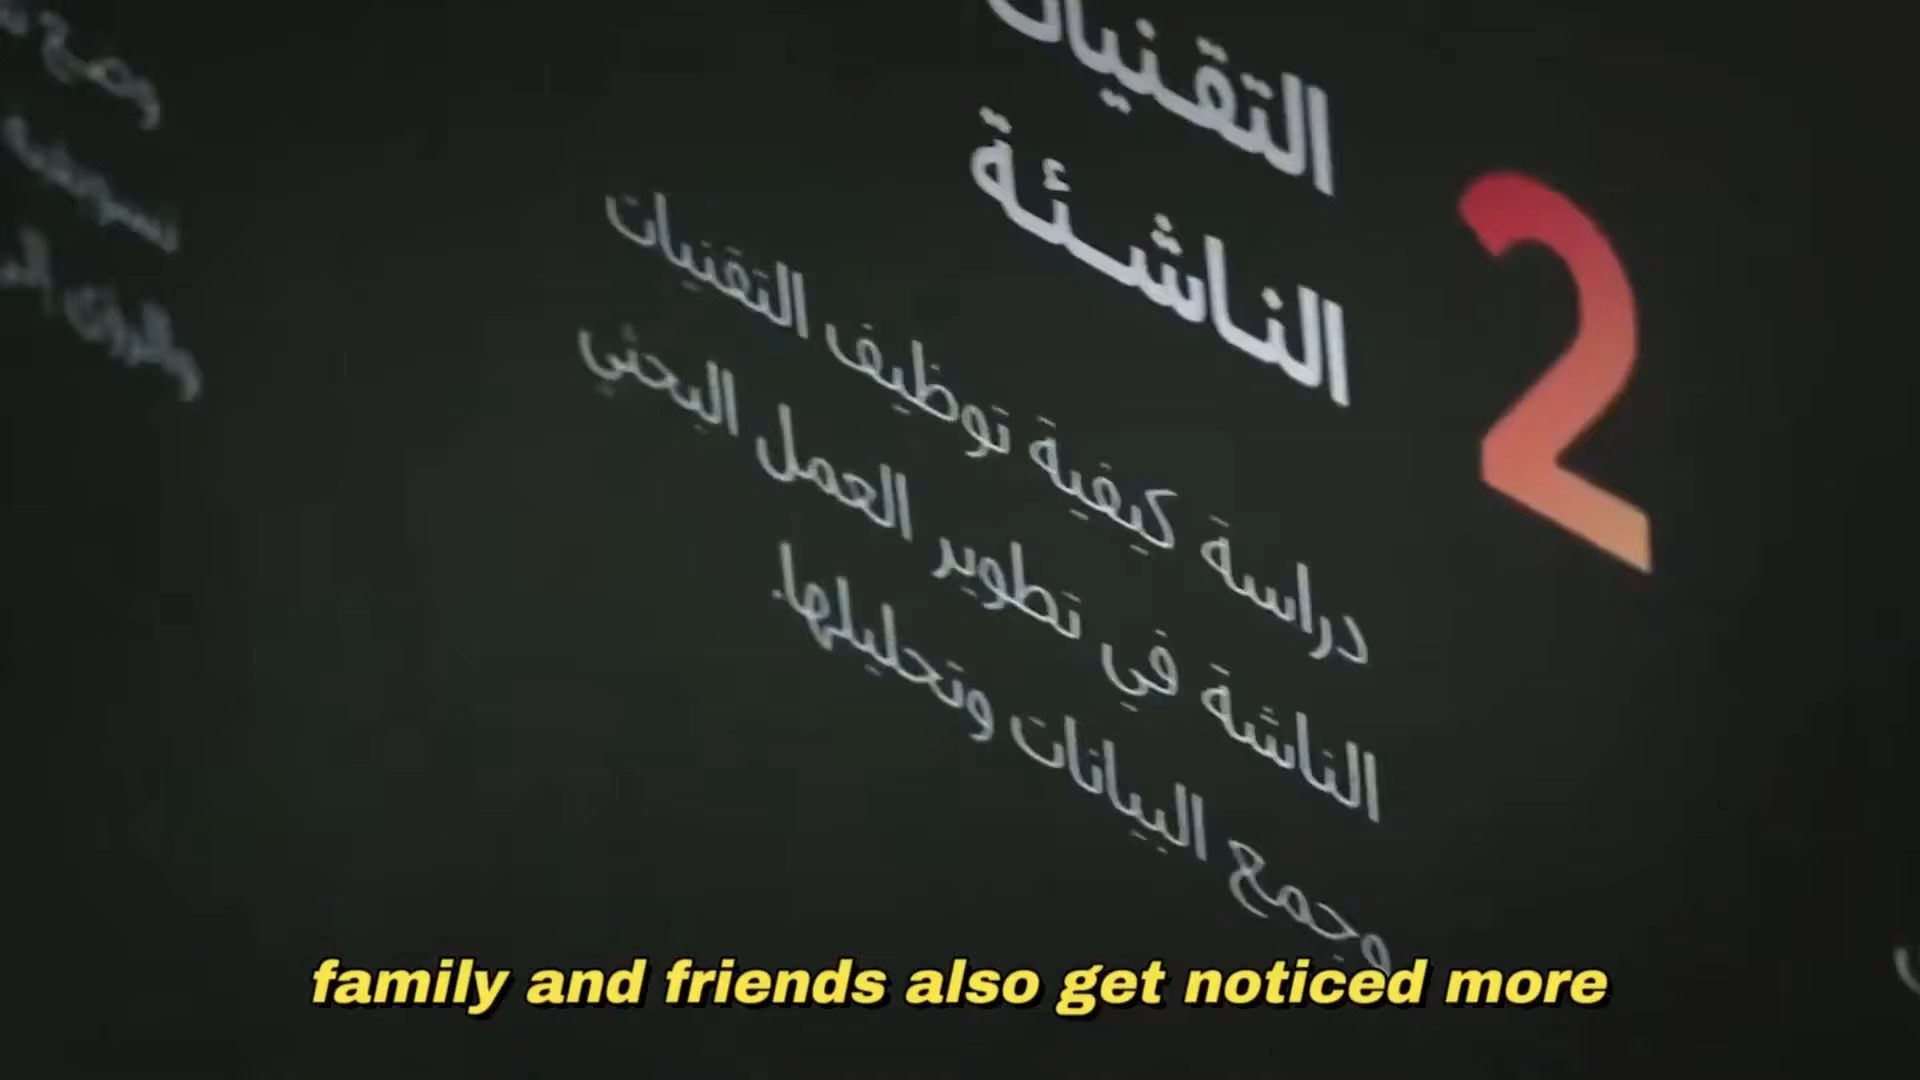 2
التقنيات
الناشئة
دراسة كيفية توظيف التقنيات
الناشة في تطوير العمل البحثي
وجمع البيانات وتحليلها.
family and friends also get noticed more